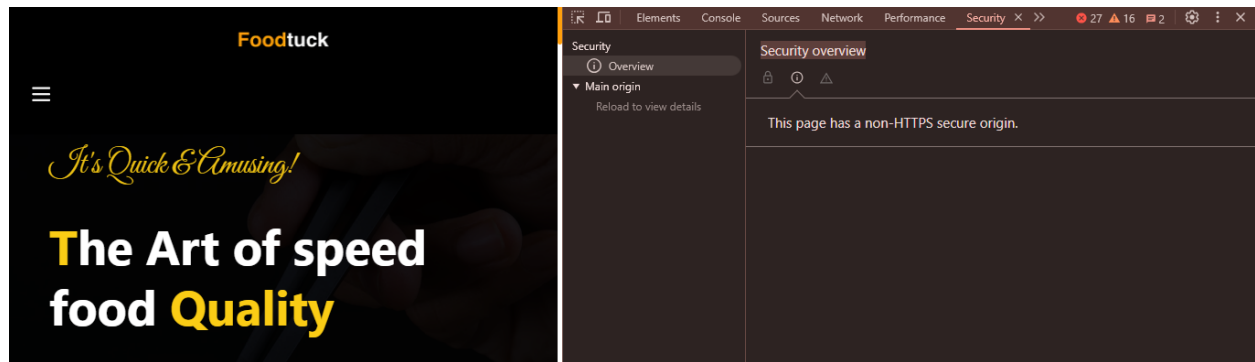 Foodtuck
It's Quick & Amusing!
The Art of speed
food Quality
Elements Console Sources Network Performance Security × >> 27 16 2
Security
Overview
Main origin
Reload to view details
Security overview
This page has a non-HTTPS secure origin.